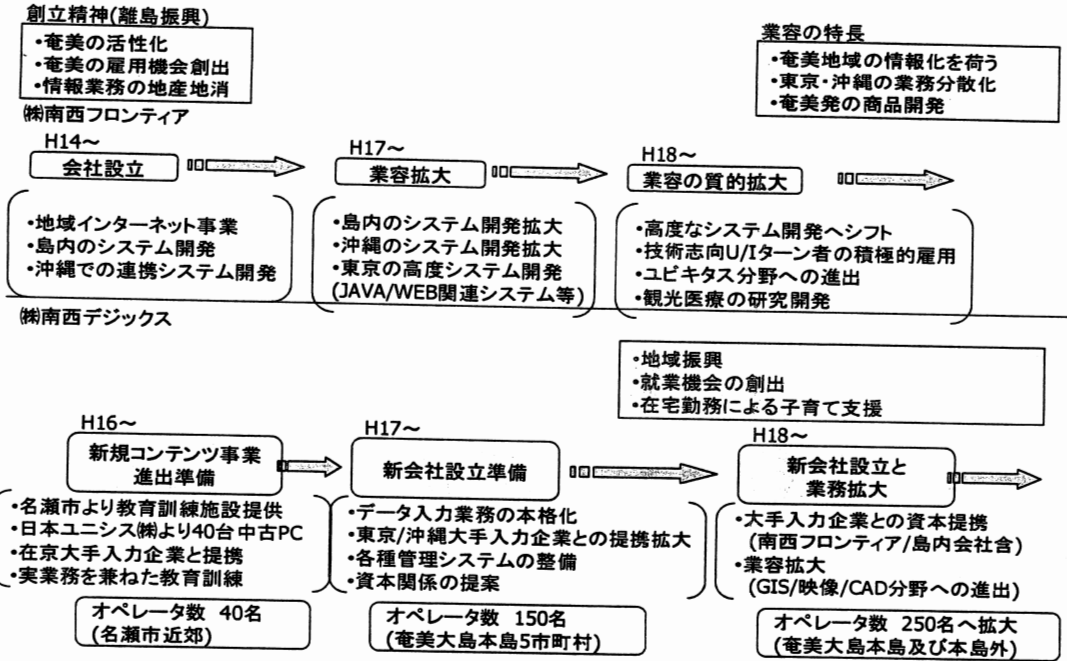 創立精神(離島振興)
・奄美の活性化
・奄美の雇用機会創出
・情報業務の地産地消
業容の特長
・奄美地域の情報化を荷う
・東京・沖縄の業務分散化
・奄美発の商品開発
㈱南西フロンティア
H14～
会社設立
・地域インターネット事業
・島内のシステム開発
・沖縄での連携システム開発
H17～
業容拡大
・島内のシステム開発拡大
・沖縄のシステム開発拡大
・東京の高度システム開発
(JAVA/WEB関連システム等)
H18～
業容の質的拡大
・高度なシステム開発へシフト
・技術志向U/Iターン者の積極的雇用
・ユビキタス分野への進出
・観光医療の研究開発
㈱南西デジックス
・地域振興
・就業機会の創出
・在宅勤務による子育て支援
H16～
新規コンテンツ事業
進出準備
・名瀬市より教育訓練施設提供
・日本ユニシス㈱より40台中古PC
・在京大手入力企業と提携
・実業務を兼ねた教育訓練
オペレータ数 40名
(名瀬市近郊)
H17～
新会社設立準備
・データ入力業務の本格化
・東京/沖縄大手入力企業との提携拡大
・各種管理システムの整備
・資本関係の提案
オペレータ数 150名
(奄美大島本島5市町村)
H18～
新会社設立と
業務拡大
・大手入力企業との資本提携
(南西フロンティア/島内会社含)
・業容拡大
(GIS/映像/CAD分野への進出)
オペレータ数 250名へ拡大
(奄美大島本島及び本島外)